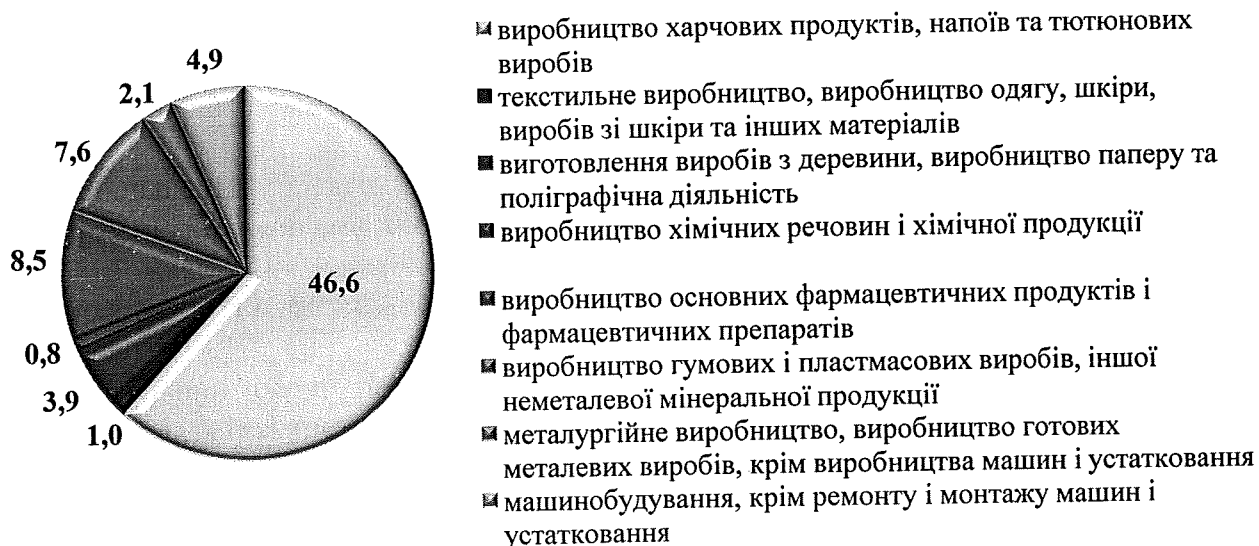 4,9
2,1
7,6
8,5
46,6
0,8
3,9
1,0
виробництво харчових продуктів, напоїв та тютюнових
виробів
текстильне виробництво, виробництво одягу, шкіри,
виробів зі шкіри та інших матеріалів
виготовлення виробів з деревини, виробництво паперу та
поліграфічна діяльність
виробництво хімічних речовин і хімічної продукції
виробництво основних фармацевтичних продуктів і
фармацевтичних препаратів
виробництво гумових і пластмасових виробів, іншої
неметалевої мінеральної продукції
металургійне виробництво, виробництво готових
металевих виробів, крім виробництва машин і устатковання
машинобудування, крім ремонту і монтажу машин і
устатковання